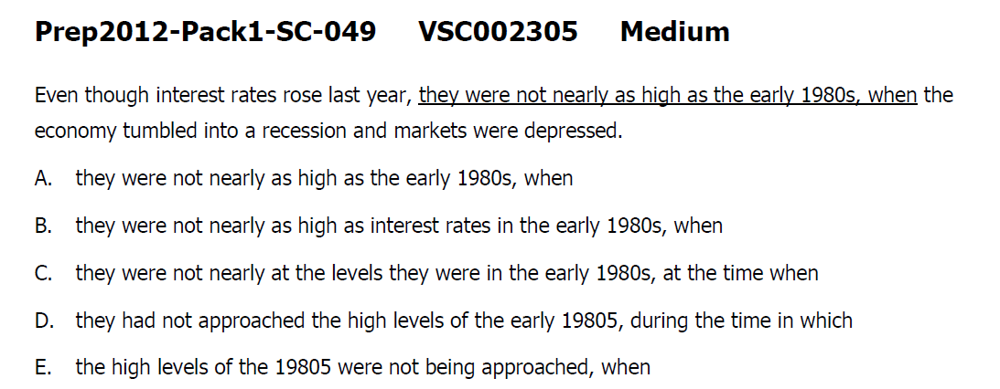 Prep2012-Pack1-SC-049 VSC002305 Medium
Even though interest rates rose last year, they were not nearly as high as the early 1980s, when the
economy tumbled into a recession and markets were depressed.
A. they were not nearly as high as the early 1980s, when
B. they were not nearly as high as interest rates in the early 1980s, when
C. they were not nearly at the levels they were in the early 1980s, at the time when
D. they had not approached the high levels of the early 19805, during the time in which
E. the high levels of the 19805 were not being approached, when